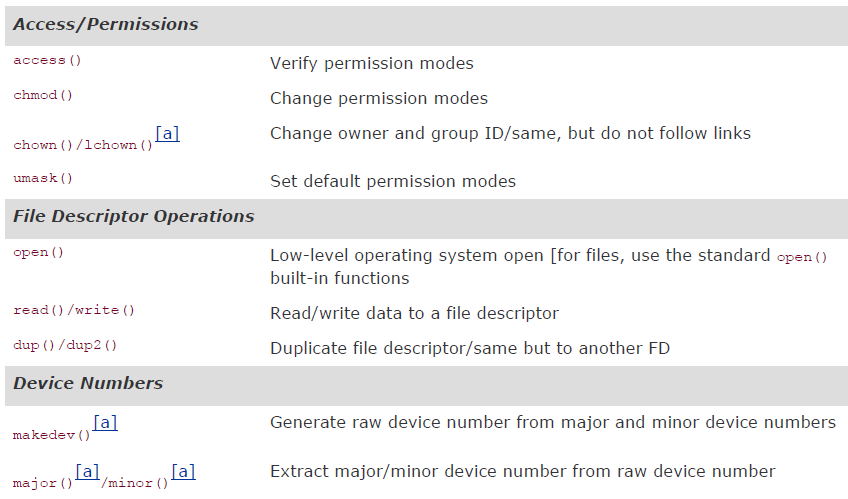 Access/Permissions
access() Verify permission modes
chmod() Change permission modes
chown()/lchown()[a] Change owner and group ID/same, but do not follow links
umask() Set default permission modes
File Descriptor Operations
open() Low-level operating system open [for files, use the standard open()
built-in functions
read()/write() Read/write data to a file descriptor
dup()/dup2() Duplicate file descriptor/same but to another FD
Device Numbers
makedev()[a] Generate raw device number from major and minor device numbers
major()[a]/minor()[a] Extract major/minor device number from raw device number